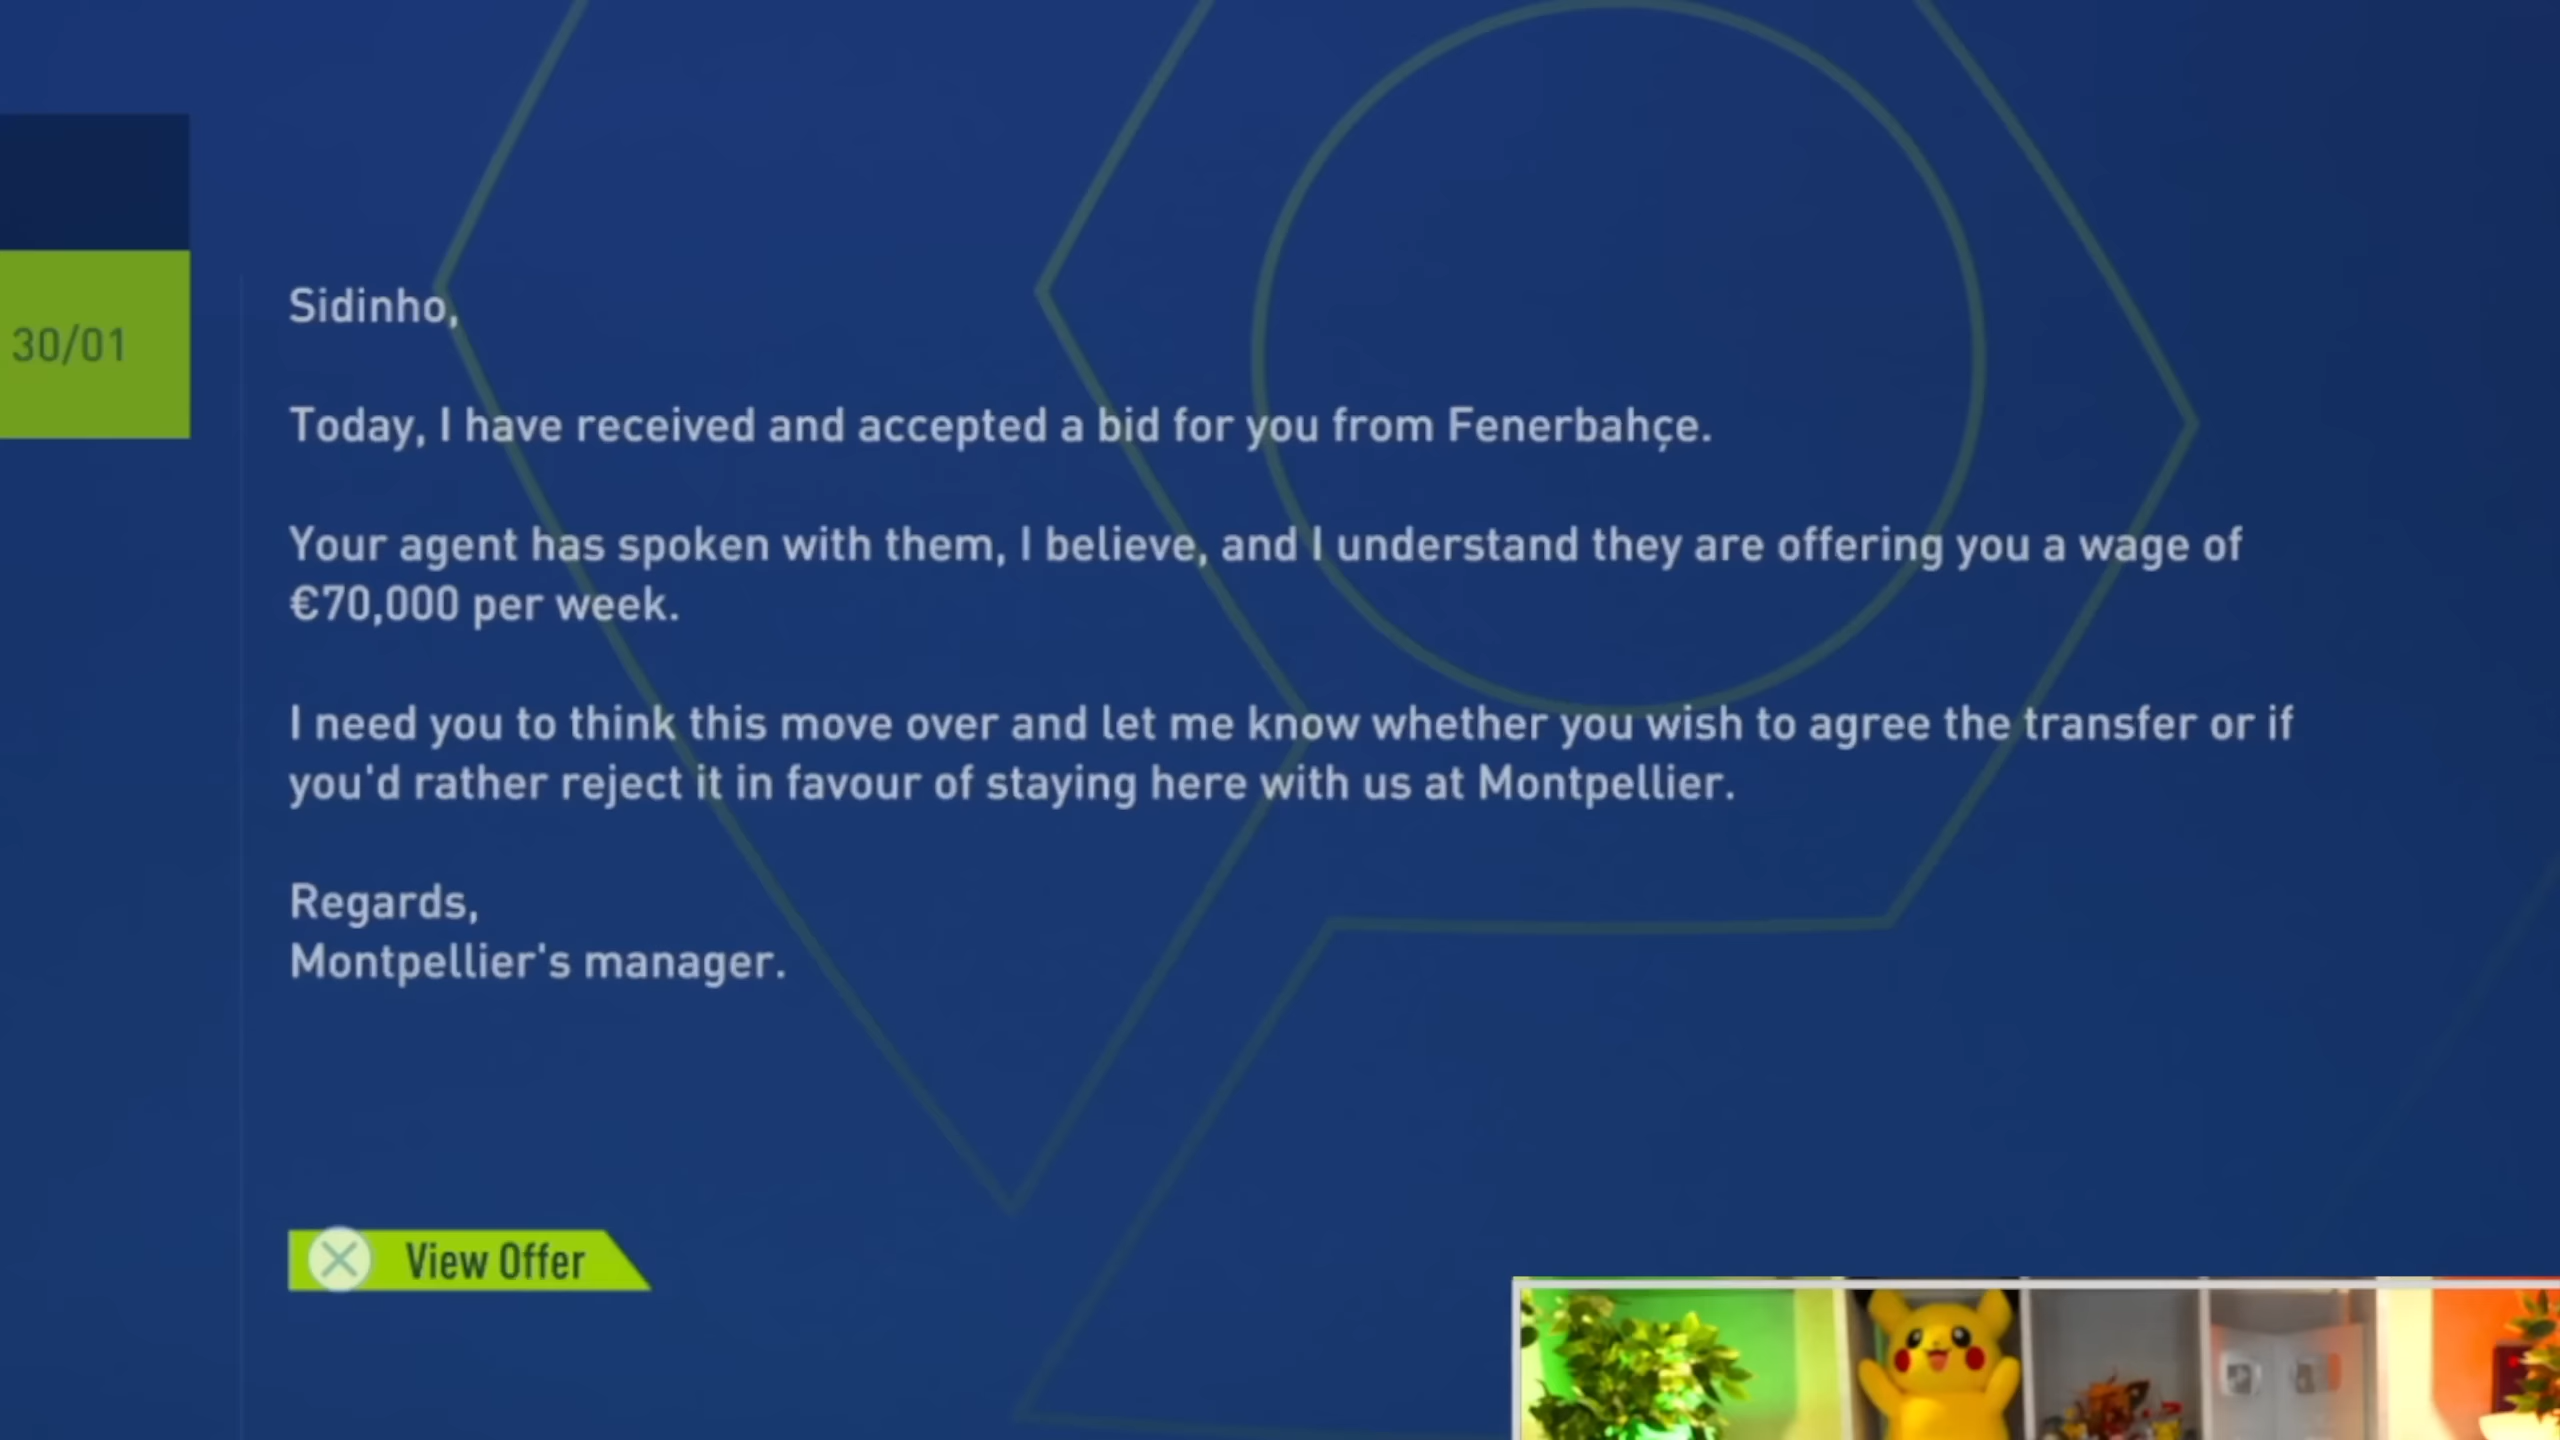 30/01
Sidinho,
Today, I have received and accepted a bid for you from Fenerbahçe.
Your agent has spoken with them, I believe, and I understand they are offering you a wage of
€70,000 per week.
I need you to think this move over and let me know whether you wish to agree the transfer or if
you'd rather reject it in favour of staying here with us at Montpellier.
Regards,
Montpellier's manager.
View Offer